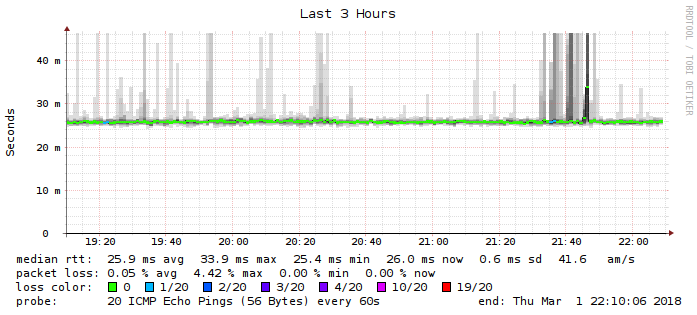 Last 3 Hours
RRDTOOL / TOBI OETIKER
Seconds
40 m
30 m
20 m
10 m
0
19:20 19:40 20:00 20:20 20:40 21:00 21:20 21:40 22:00
median rtt: 25.9 ms avg 33.9 ms max 25.4 ms min 26.0 ms now 0.6 ms sd 41.6 am/s
packet loss: 0.05 % avg 4.42 % max 0.00 % min 0.00 % now
loss color: 0 1/20 2/20 3/20 4/20 10/20 19/20
probe: 20 ICMP Echo Pings (56 Bytes) every 60s end: Thu Mar 1 22:10:06 2018